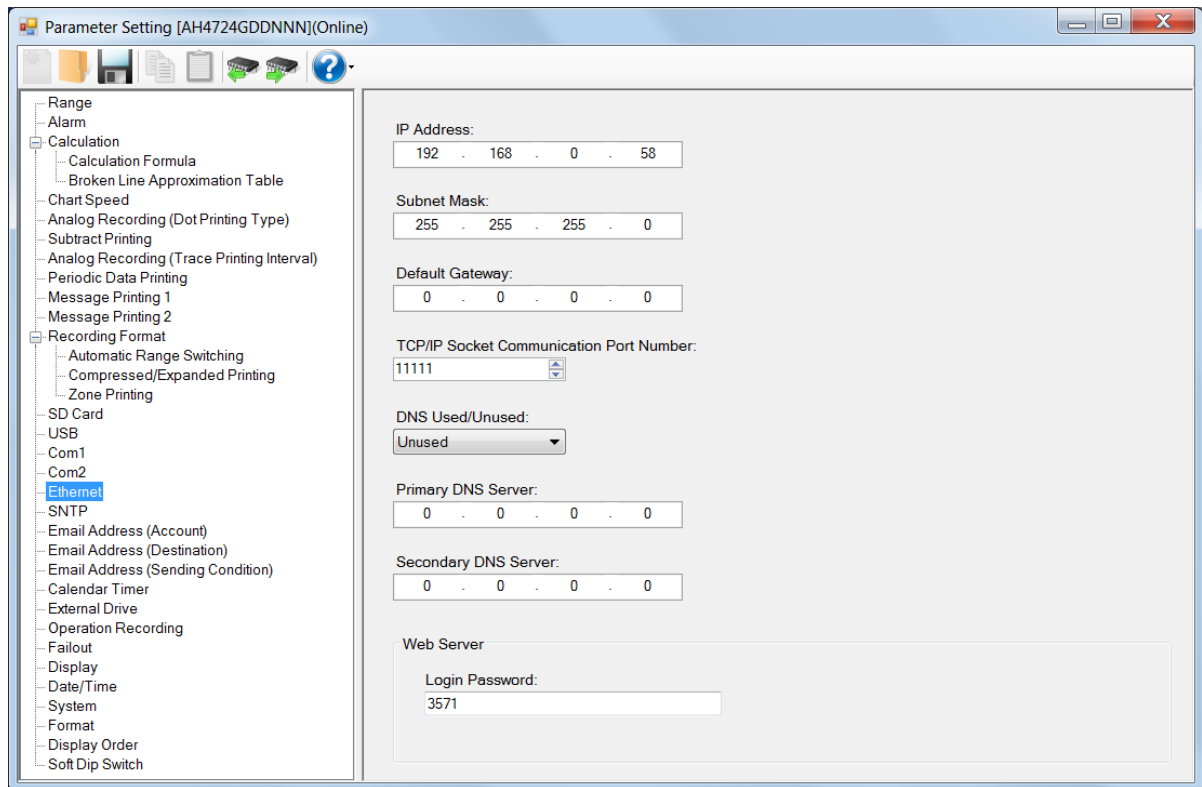 Parameter Setting [AH4724GDDNNN](Online)
Range
Alarm
Calculation
Calculation Formula
Broken Line Approximation Table
Chart Speed
Analog Recording (Dot Printing Type)
Subtract Printing
Analog Recording (Trace Printing Interval)
Periodic Data Printing
Message Printing 1
Message Printing 2
Recording Format
Automatic Range Switching
Compressed/Expanded Printing
Zone Printing
SD Card
USB
Com1
Com2
Ethernet
SNTP
Email Address (Account)
Email Address (Destination)
Email Address (Sending Condition)
Calendar Timer
External Drive
Operation Recording
Failout
Display
Date/Time
System
Format
Display Order
Soft Dip Switch
IP Address:
192 . 168 . 0 . 58
Subnet Mask:
255 . 255 . 255 . 0
Default Gateway:
0 . 0 . 0 . 0
TCP/IP Socket Communication Port Number:
11111
DNS Used/Unused:
Unused
Primary DNS Server:
0 . 0 . 0 . 0
Secondary DNS Server:
0 . 0 . 0 . 0
Web Server
Login Password:
3571